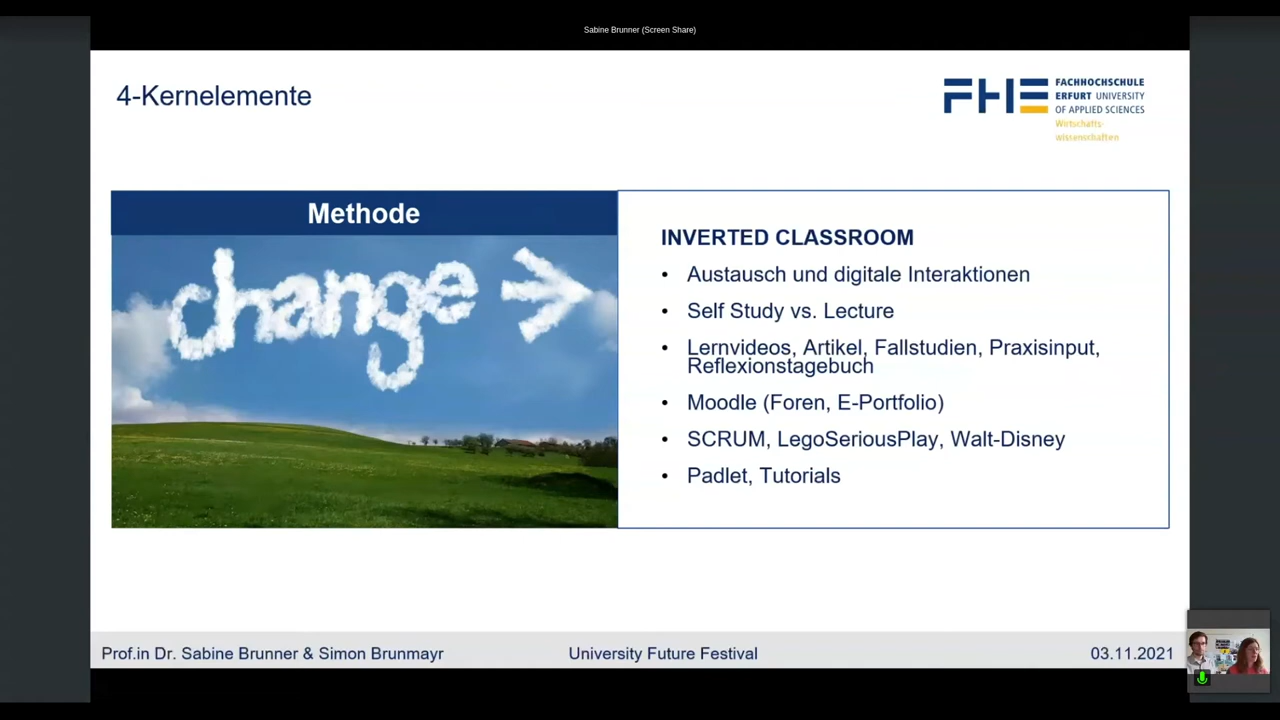 Sabine Brunner (Screen Share)
4-Kernelemente
FACHHOCHSCHULE
ERFURT UNIVERSITY
OF APPLIED SCIENCES
Wirtschafts-
wissenschaften
Methode
change
INVERTED CLASSROOM
• Austausch und digitale Interaktionen
• Self Study vs. Lecture
• Lernvideos, Artikel, Fallstudien, Praxisinput,
Reflexionstagebuch
• Moodle (Foren, E-Portfolio)
• SCRUM, LegoSeriousPlay, Walt-Disney
• Padlet, Tutorials
Prof.in Dr. Sabine Brunner & Simon Brunmayr
University Future Festival
03.11.2021